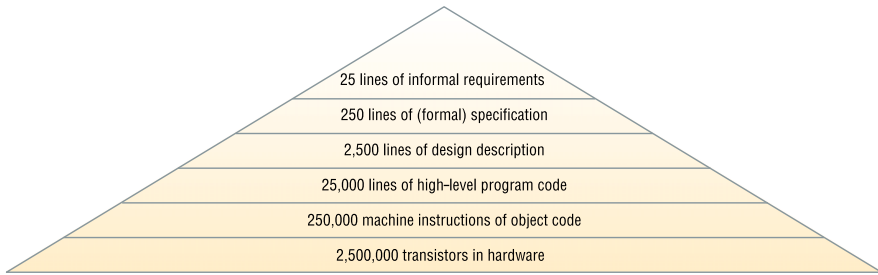 25 lines of informal requirements
250 lines of (formal) specification
2,500 lines of design description
25,000 lines of high-level program code
250,000 machine instructions of object code
2,500,000 transistors in hardware